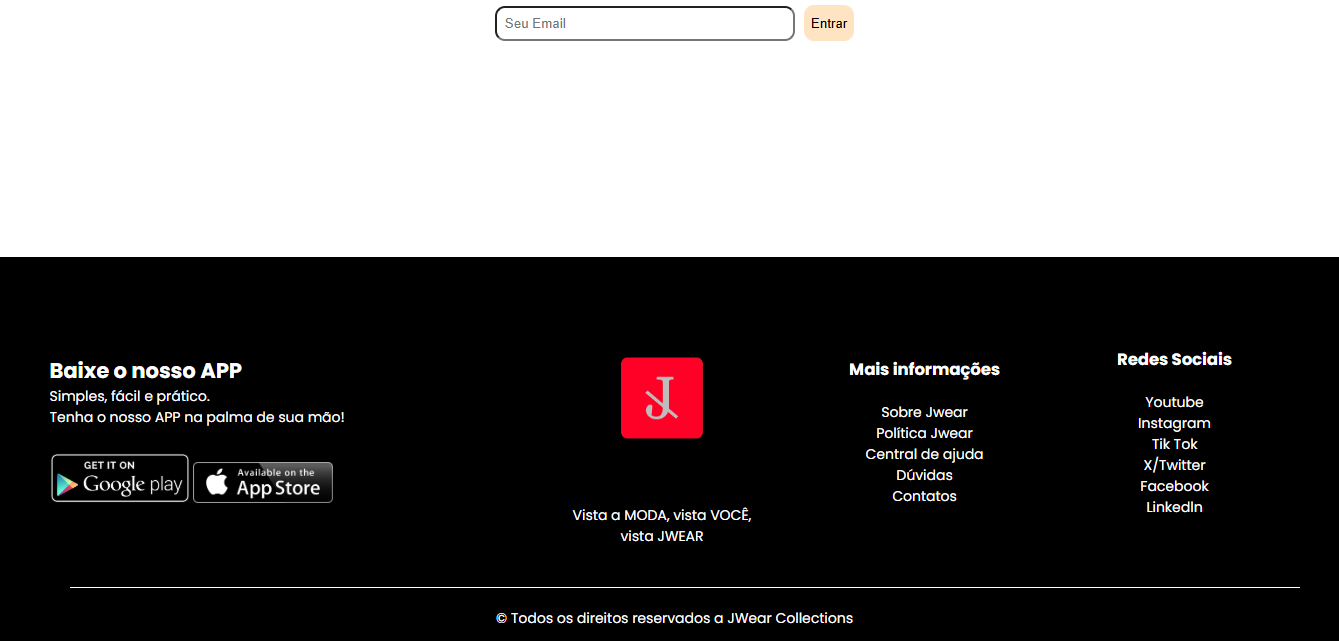 Seu Email
Entrar
Baixe o nosso APP
Simples, fácil e prático.
Tenha o nosso APP na palma de sua mão!
GET IT ON
Google play
Available on the
App Store
J
Vista a MODA, vista VOCÊ,
vista JWEAR
Mais informações
Sobre Jwear
Política Jwear
Central de ajuda
Dúvidas
Contatos
Redes Sociais
Youtube
Instagram
Tik Tok
X/Twitter
Facebook
LinkedIn
© Todos os direitos reservados a JWear Collections